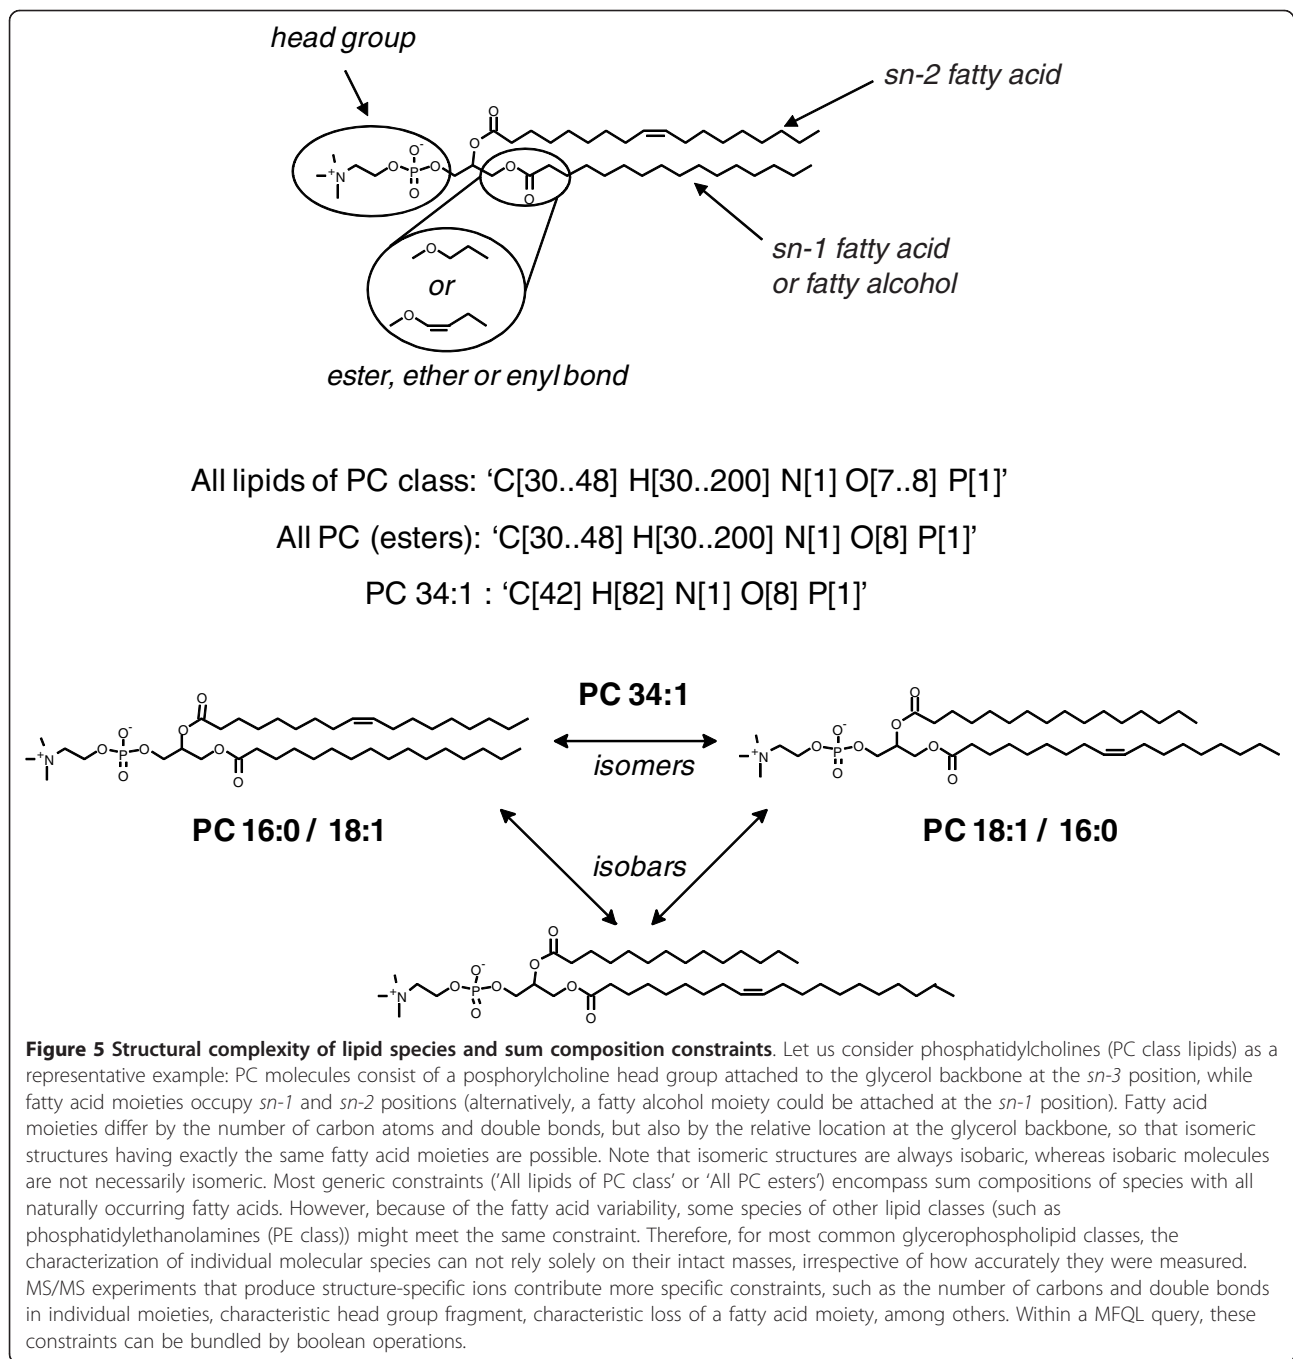 head group
sn-2 fatty acid
O
O
O
O-
O
P
O
O
N
+
O
O
sn-1 fatty acid
or fatty alcohol
O
or
O
ester, ether or enyl bond
All lipids of PC class: ‘C[30..48] H[30..200] N[1] O[7..8] P[1]’
All PC (esters): ‘C[30..48] H[30..200] N[1] O[8] P[1]’
PC 34:1 : ‘C[42] H[82] N[1] O[8] P[1]’
PC 34:1
isomers
O
O
O-
O
P
O
O
N
+
O
O
O
O
O-
O
P
O
O
N
+
O
O
PC 16:0 / 18:1
PC 18:1 / 16:0
isobars
O
O
O-
O
P
O
O
N
+
O
O
Figure 5 Structural complexity of lipid species and sum composition constraints. Let us consider phosphatidylcholines (PC class lipids) as a
representative example: PC molecules consist of a posphorylcholine head group attached to the glycerol backbone at the sn-3 position, while
fatty acid moieties occupy sn-1 and sn-2 positions (alternatively, a fatty alcohol moiety could be attached at the sn-1 position). Fatty acid
moieties differ by the number of carbon atoms and double bonds, but also by the relative location at the glycerol backbone, so that isomeric
structures having exactly the same fatty acid moieties are possible. Note that isomeric structures are always isobaric, whereas isobaric molecules
are not necessarily isomeric. Most generic constraints (’All lipids of PC class’ or ‘All PC esters’) encompass sum compositions of species with all
naturally occurring fatty acids. However, because of the fatty acid variability, some species of other lipid classes (such as
phosphatidylethanolamines (PE class)) might meet the same constraint. Therefore, for most common glycerophospholipid classes, the
characterization of individual molecular species can not rely solely on their intact masses, irrespective of how accurately they were measured.
MS/MS experiments that produce structure-specific ions contribute more specific constraints, such as the number of carbons and double bonds
in individual moieties, characteristic head group fragment, characteristic loss of a fatty acid moiety, among others. Within a MFQL query, these
constraints can be bundled by boolean operations.